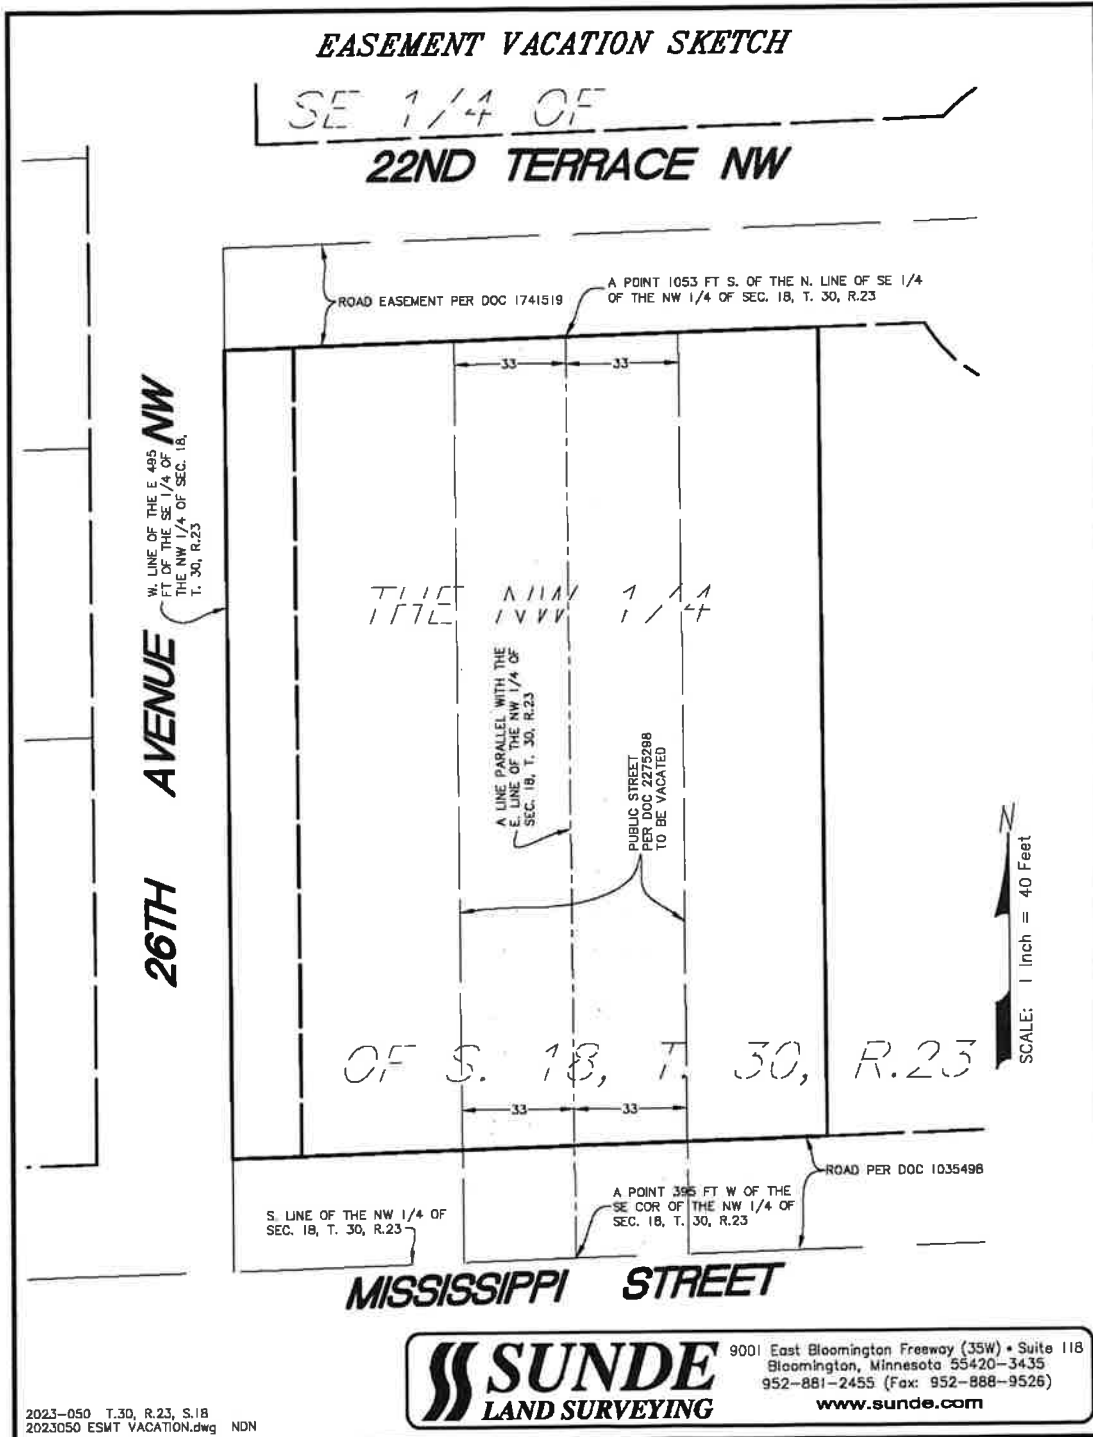 EASEMENT VACATION SKETCH
SE 1/4 OF
22ND TERRACE NW
ROAD EASEMENT PER DOC 1741519
A POINT 1053 FT S. OF THE N. LINE OF SE 1/4
OF THE NW 1/4 OF SEC. 18, T. 30, R.23
33
33
26TH AVENUE NW
W. LINE OF THE E 495
FT OF THE SE 1/4 OF
THE NW 1/4 OF SEC. 18,
T. 30, R.23
THE NW 1/4
A LINE PARALLEL WITH THE
E. LINE OF THE NW 1/4 OF
SEC. 18, T. 30, R.23
PUBLIC STREET
PER DOC 2275298
TO BE VACATED
N
SCALE: 1 Inch = 40 Feet
OF S. 18, T. 30, R.23
33
33
ROAD PER DOC 1035498
A POINT 395 FT W OF THE
SE COR OF THE NW 1/4 OF
SEC. 18, T. 30, R.23
S. LINE OF THE NW 1/4 OF
SEC. 18, T. 30, R.23
MISSISSIPPI STREET
SUNDE
LAND SURVEYING
9001 East Bloomington Freeway (35W) • Suite 118
Bloomington, Minnesota 55420-3435
952-881-2455 (Fax: 952-888-9526)
www.sunde.com
2023-050 T.30, R.23, S.18
2023050 ESMT VACATION.dwg NDN